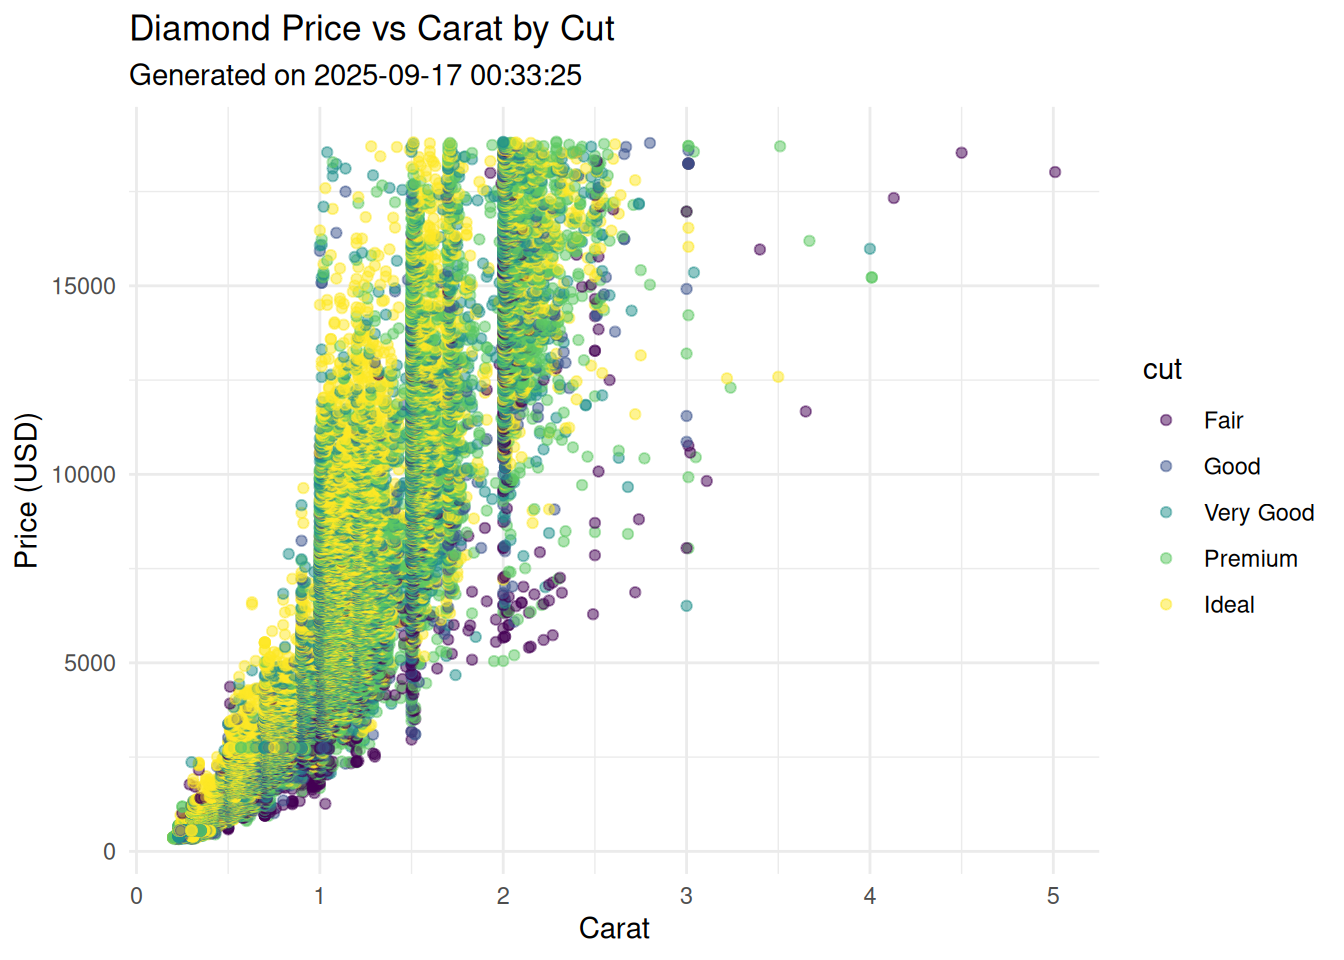 Diamond Price vs Carat by Cut
Generated on 2025-09-17 00:33:25
Price (USD)
15000
10000
5000
0
0 1 2 3 4 5
Carat
cut
Fair
Good
Very Good
Premium
Ideal